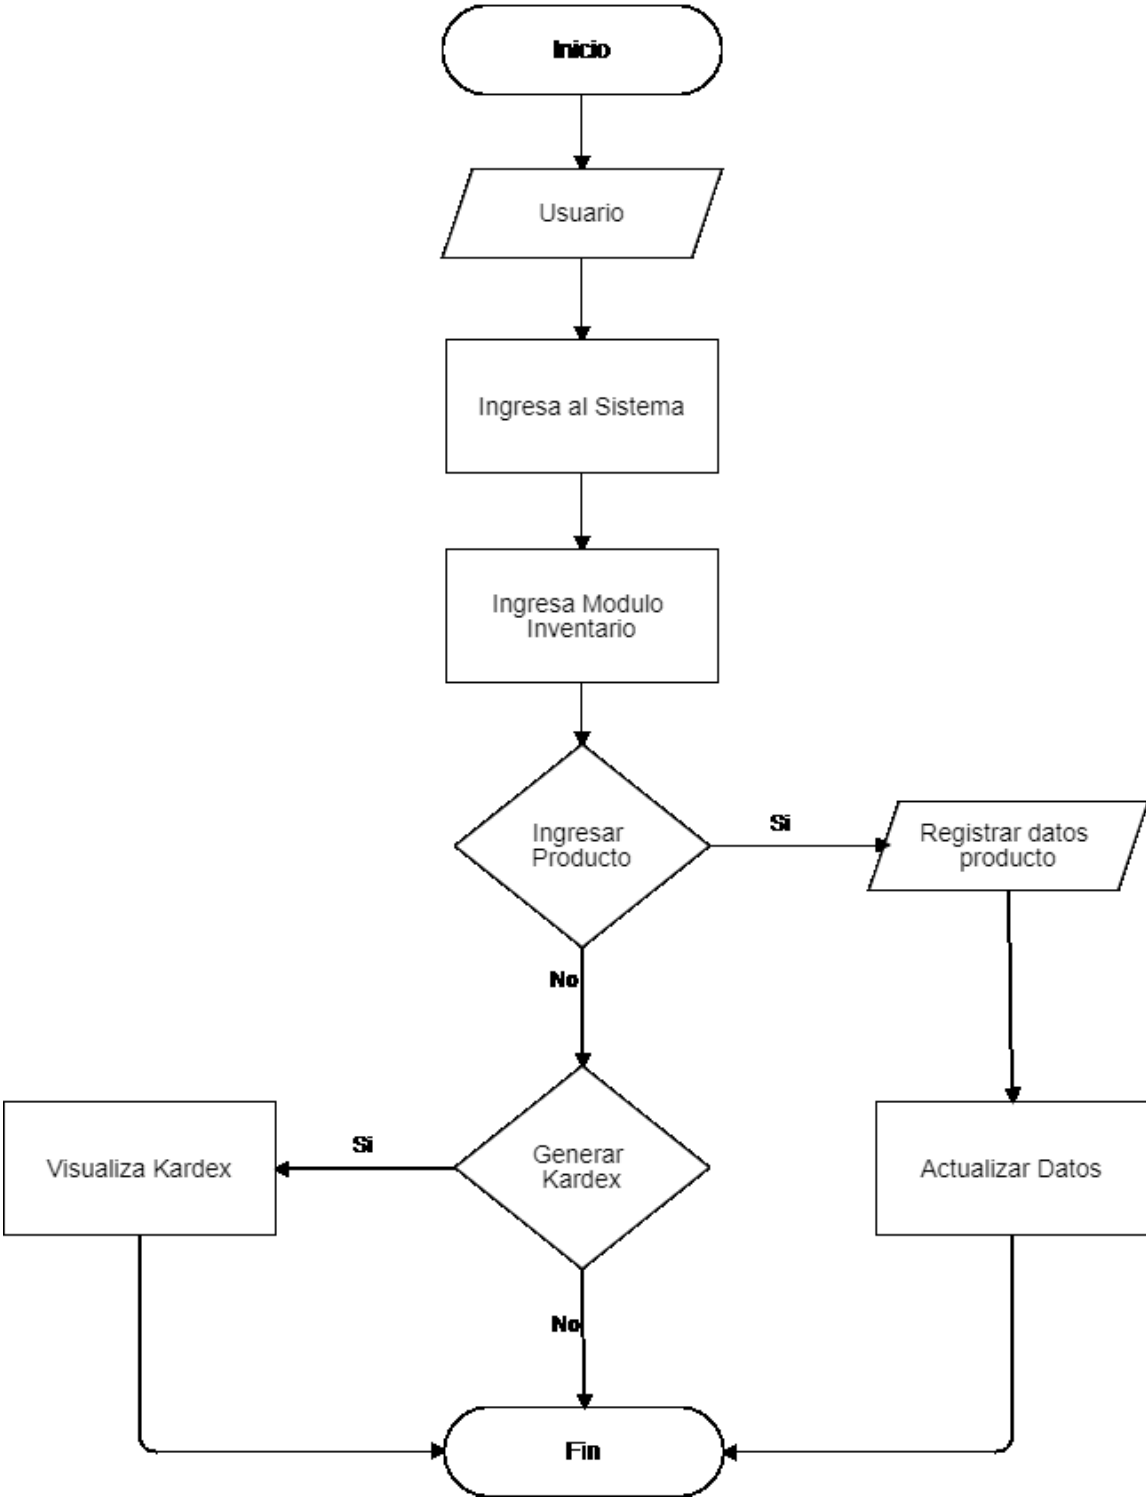 Inicio
Usuario
Ingresa al Sistema
Ingresa Modulo
Inventario
Ingresar
Producto
Si
Registrar datos
producto
No
Generar
Kardex
Si
Visualiza Kardex
Actualizar Datos
No
Fin